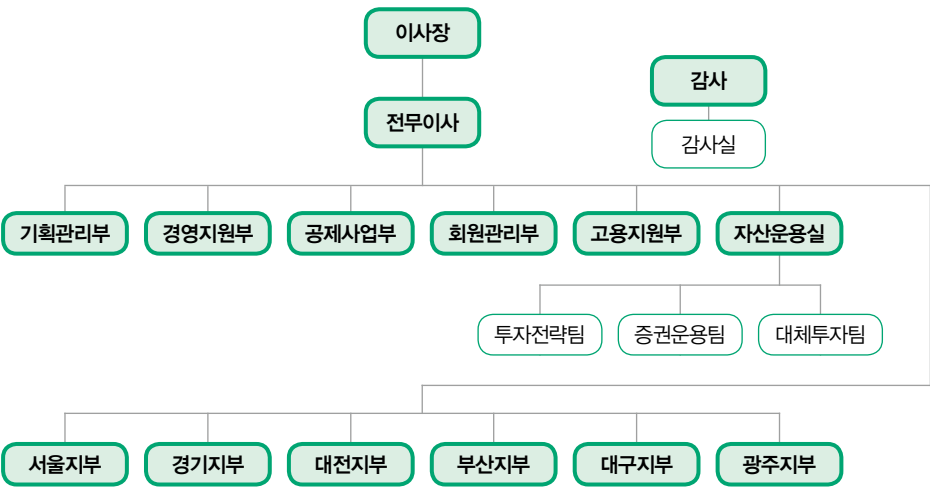 이사장
감사
전무이사
감사실
기획관리부 경영지원부 공제사업부 회원관리부 고용지원부 자산운용실
투자전략팀 증권운용팀 대체투자팀
서울지부 경기지부 대전지부 부산지부 대구지부 광주지부